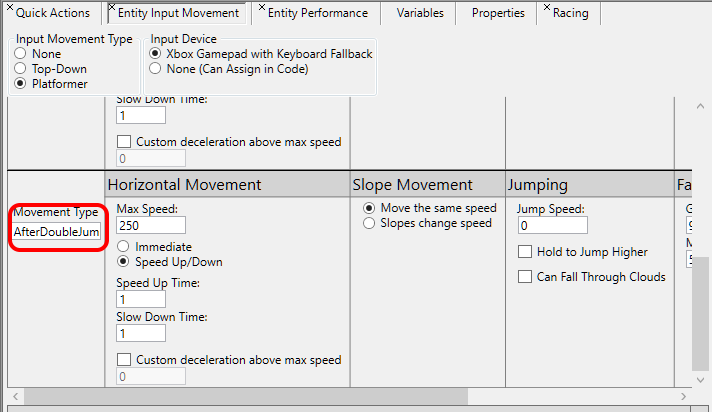 Quick Actions
Entity Input Movement
Entity Performance
Variables
Properties
Racing
Input Movement Type
None
Top-Down
Platformer
Input Device
Xbox Gamepad with Keyboard Fallback
None (Can Assign in Code)
Slow Down Time:
1
Custom deceleration above max speed
0
Horizontal Movement
Slope Movement
Jumping
Fa
Movement Type
AfterDoubleJum
Max Speed:
250
Immediate
Speed Up/Down
Speed Up Time:
1
Slow Down Time:
1
Custom deceleration above max speed
0
Move the same speed
Slopes change speed
Jump Speed:
0
Hold to Jump Higher
Can Fall Through Clouds